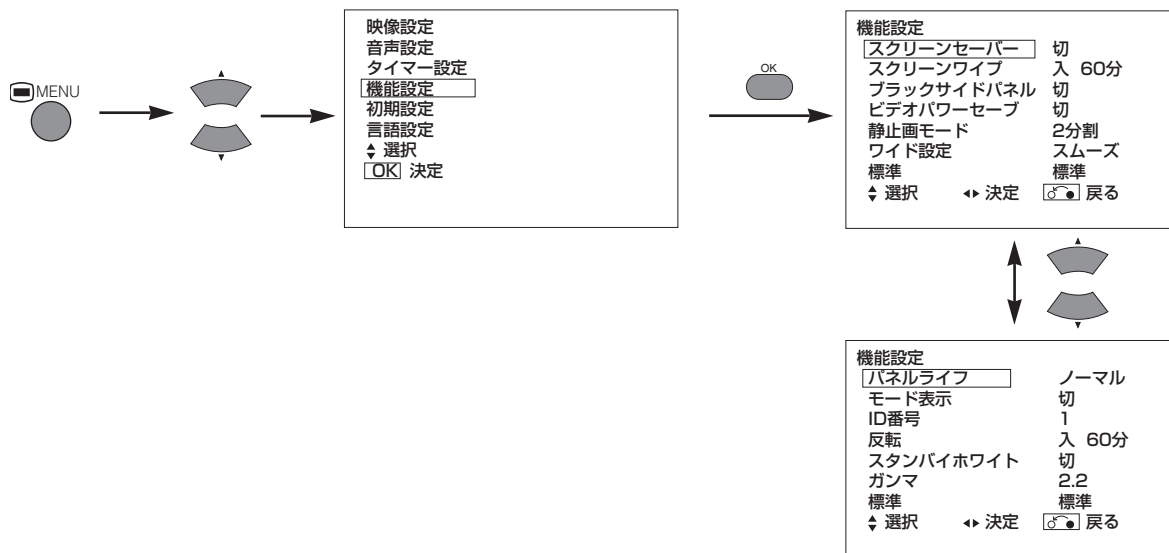 MENU
映像設定
音声設定
タイマー設定
機能設定
初期設定
言語設定
選択
OK 決定
OK
機能設定
スクリーンセーバー 切
スクリーンワイプ 入 60分
ブラックサイドパネル 切
ビデオパワーセーブ 切
静止画モード 2分割
ワイド設定 スムーズ
標準 標準
選択 決定 戻る
機能設定
パネルライフ ノーマル
モード表示 切
ID番号 1
反転 入 60分
スタンバイホワイト 切
ガンマ 2.2
標準 標準
選択 決定 戻る